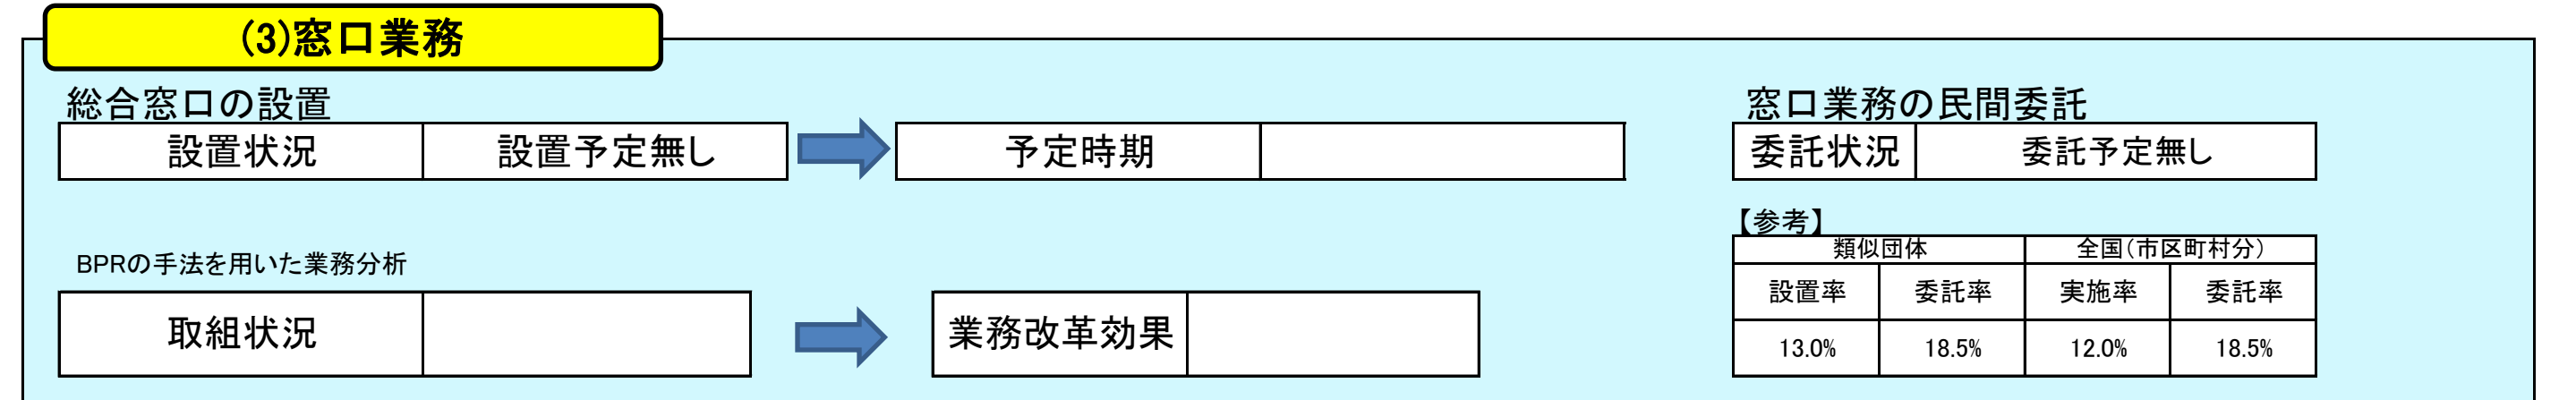 (3)窓口業務
総合窓口の設置
設置状況 設置予定無し 予定時期
窓口業務の民間委託
委託状況 委託予定無し
【参考】
類似団体 全国(市区町村分)
設置率 委託率 実施率 委託率
13.0% 18.5% 12.0% 18.5%
BPRの手法を用いた業務分析
取組状況 業務改革効果